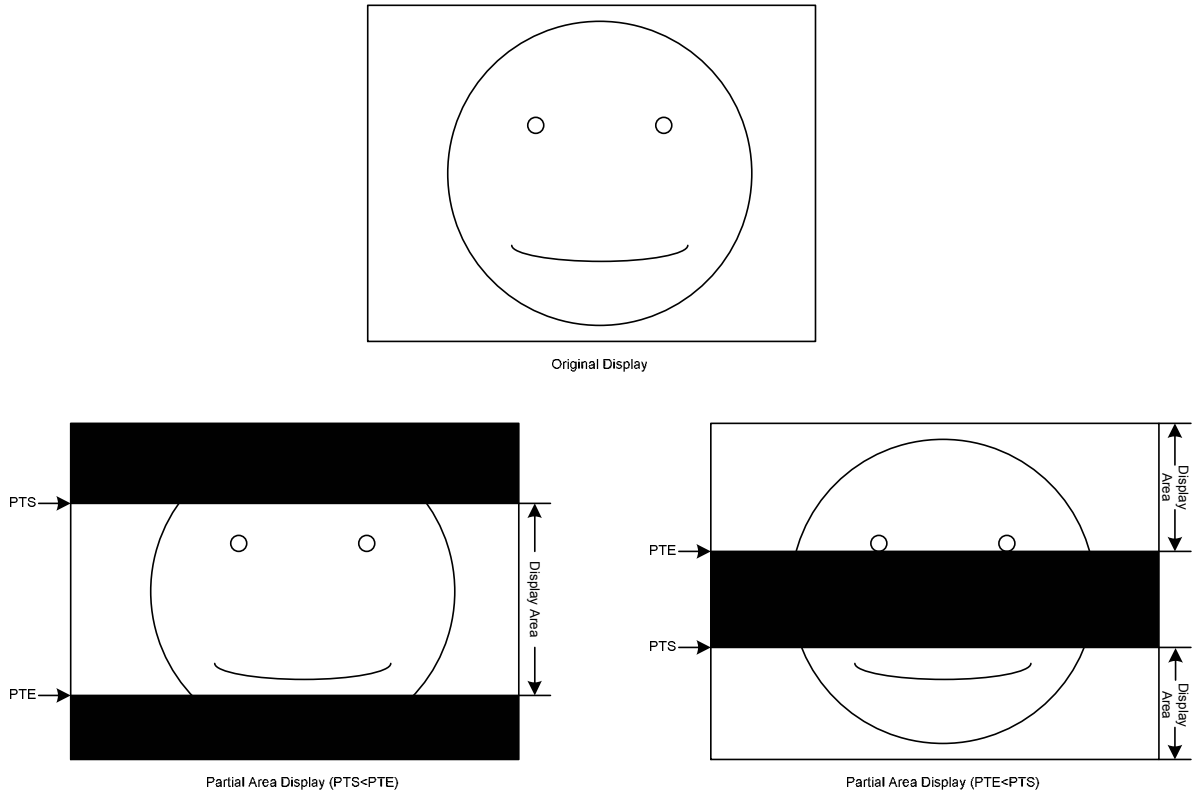 Original Display
PTS
PTE
Display Area
Partial Area Display (PTS<PTE)
PTE
PTS
Display
Area
Display
Area
Partial Area Display (PTE<PTS)